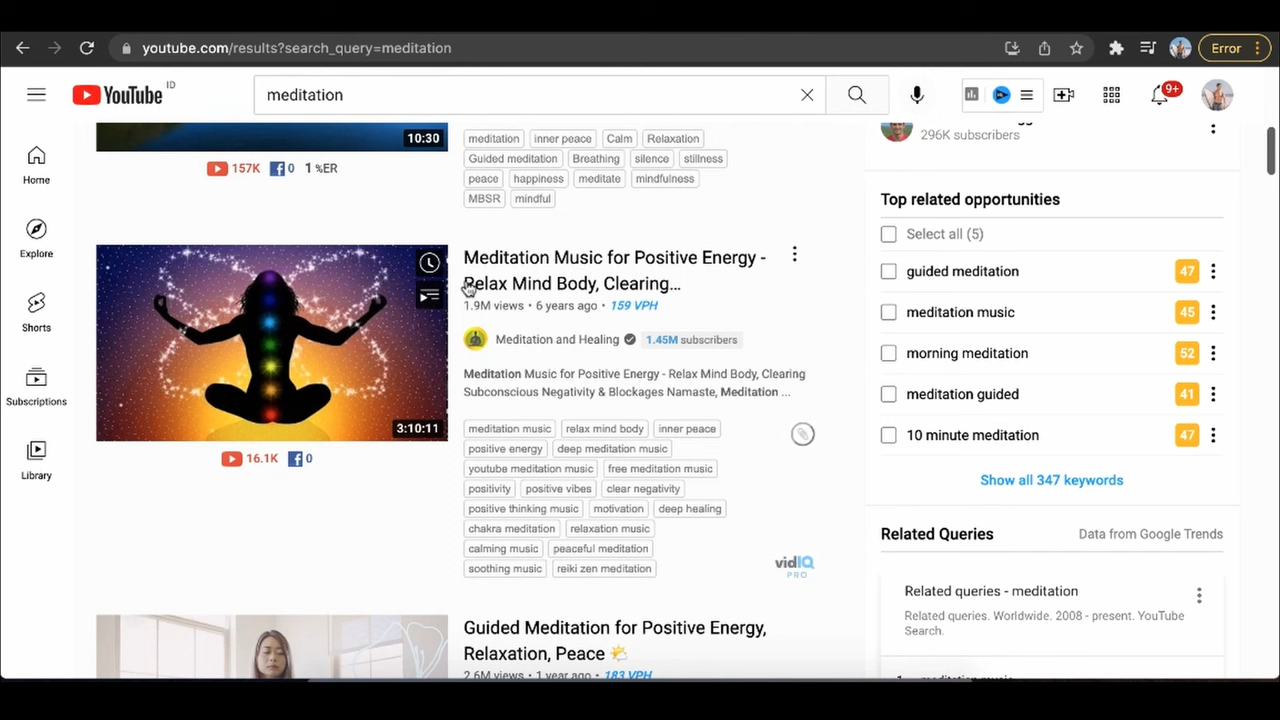 youtube.com/results?search_query=meditation
Error
YouTube ID
meditation
9+
Home
Explore
Shorts
Subscriptions
Library
10:30
157K 0 1 %ER
meditation inner peace Calm Relaxation
Guided meditation Breathing silence stillness
peace happiness meditate mindfulness
MBSR mindful
3:10:11
16.1K 0
Meditation Music for Positive Energy -
Relax Mind Body, Clearing...
1.9M views • 6 years ago • 159 VPH
Meditation and Healing 1.45M subscribers
Meditation Music for Positive Energy - Relax Mind Body, Clearing
Subconscious Negativity & Blockages Namaste, Meditation ...
meditation music relax mind body inner peace
positive energy deep meditation music
youtube meditation music free meditation music
positivity positive vibes clear negativity
positive thinking music motivation deep healing
chakra meditation relaxation music
calming music peaceful meditation
soothing music reiki zen meditation
vidIQ
PRO
Guided Meditation for Positive Energy,
Relaxation, Peace 🌤️
2.6M views • 1 year ago • 183 VPH
296K subscribers
Top related opportunities
Select all (5)
guided meditation 47
meditation music 45
morning meditation 52
meditation guided 41
10 minute meditation 47
Show all 347 keywords
Related Queries Data from Google Trends
Related queries - meditation
Related queries. Worldwide. 2008 - present. YouTube
Search.